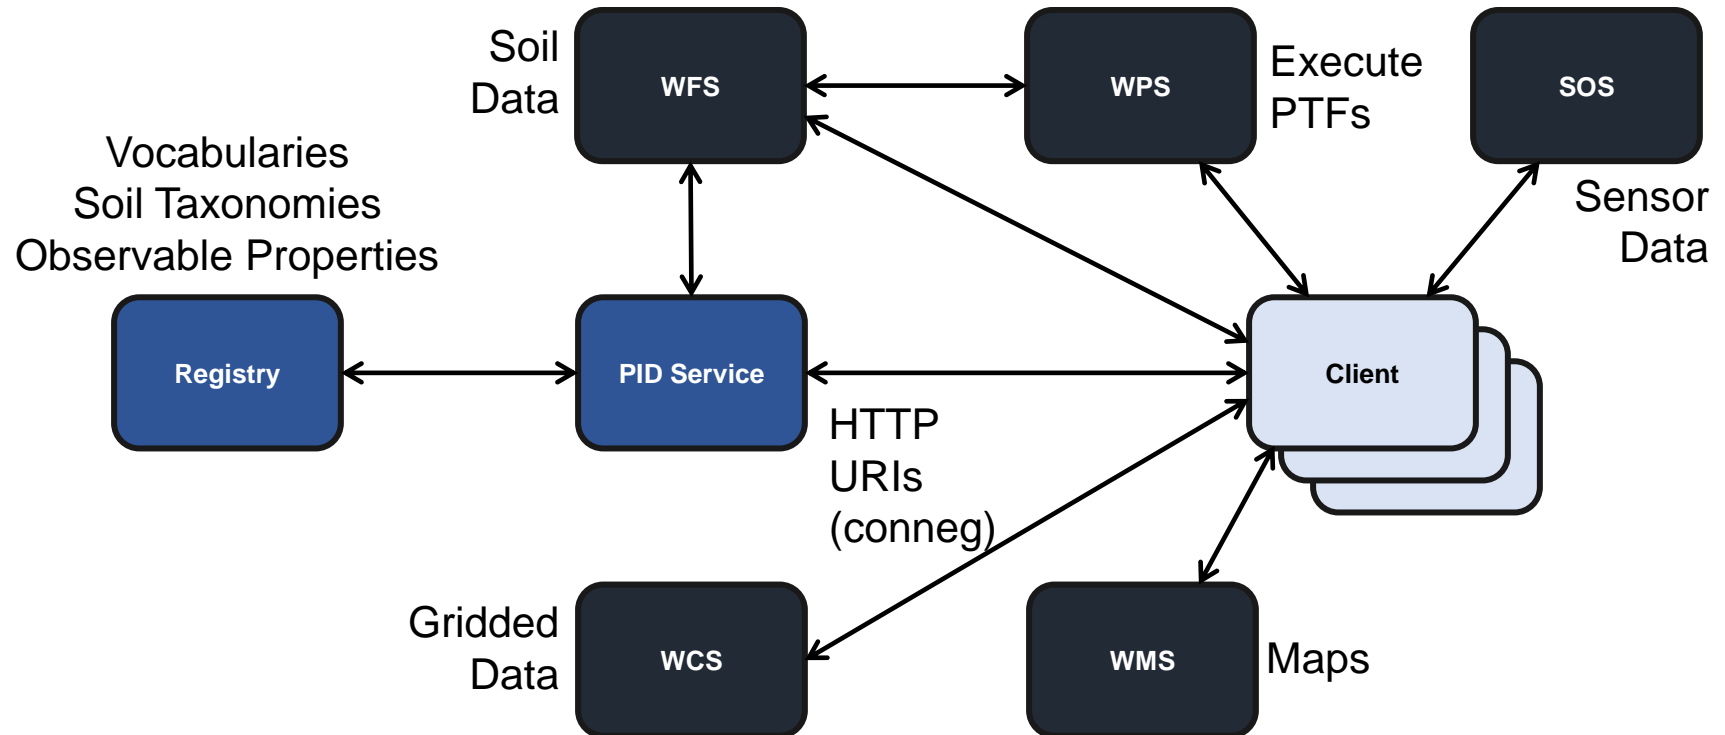 Soil
Data
WFS
WPS
Execute
PTFs
SOS
Sensor
Data
Vocabularies
Soil Taxonomies
Observable Properties
Registry
PID Service
Client
HTTP
URIs
(conneg)
Gridded
Data
WCS
WMS
Maps